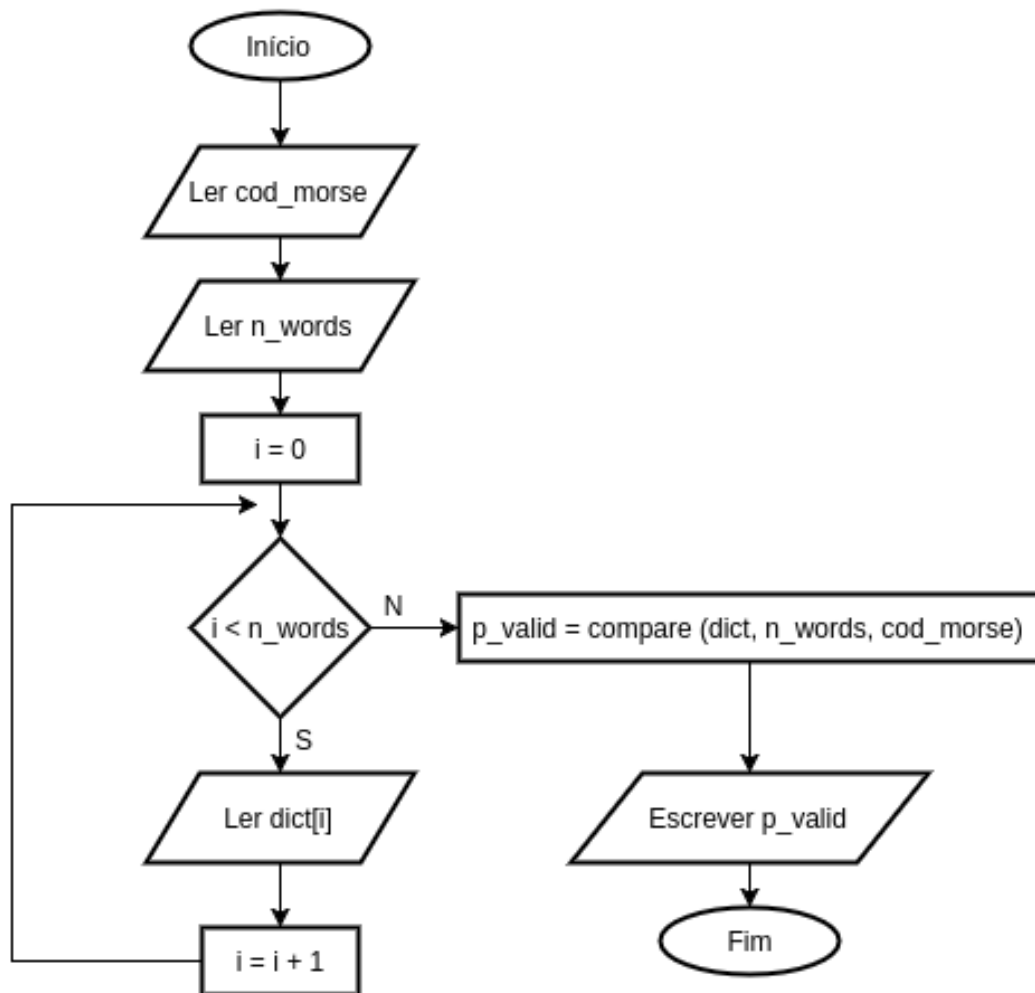 Início
Ler cod_morse
Ler n_words
i = 0
i < n_words
N
p_valid = compare (dict, n_words, cod_morse)
S
Ler dict[i]
Escrever p_valid
i = i + 1
Fim